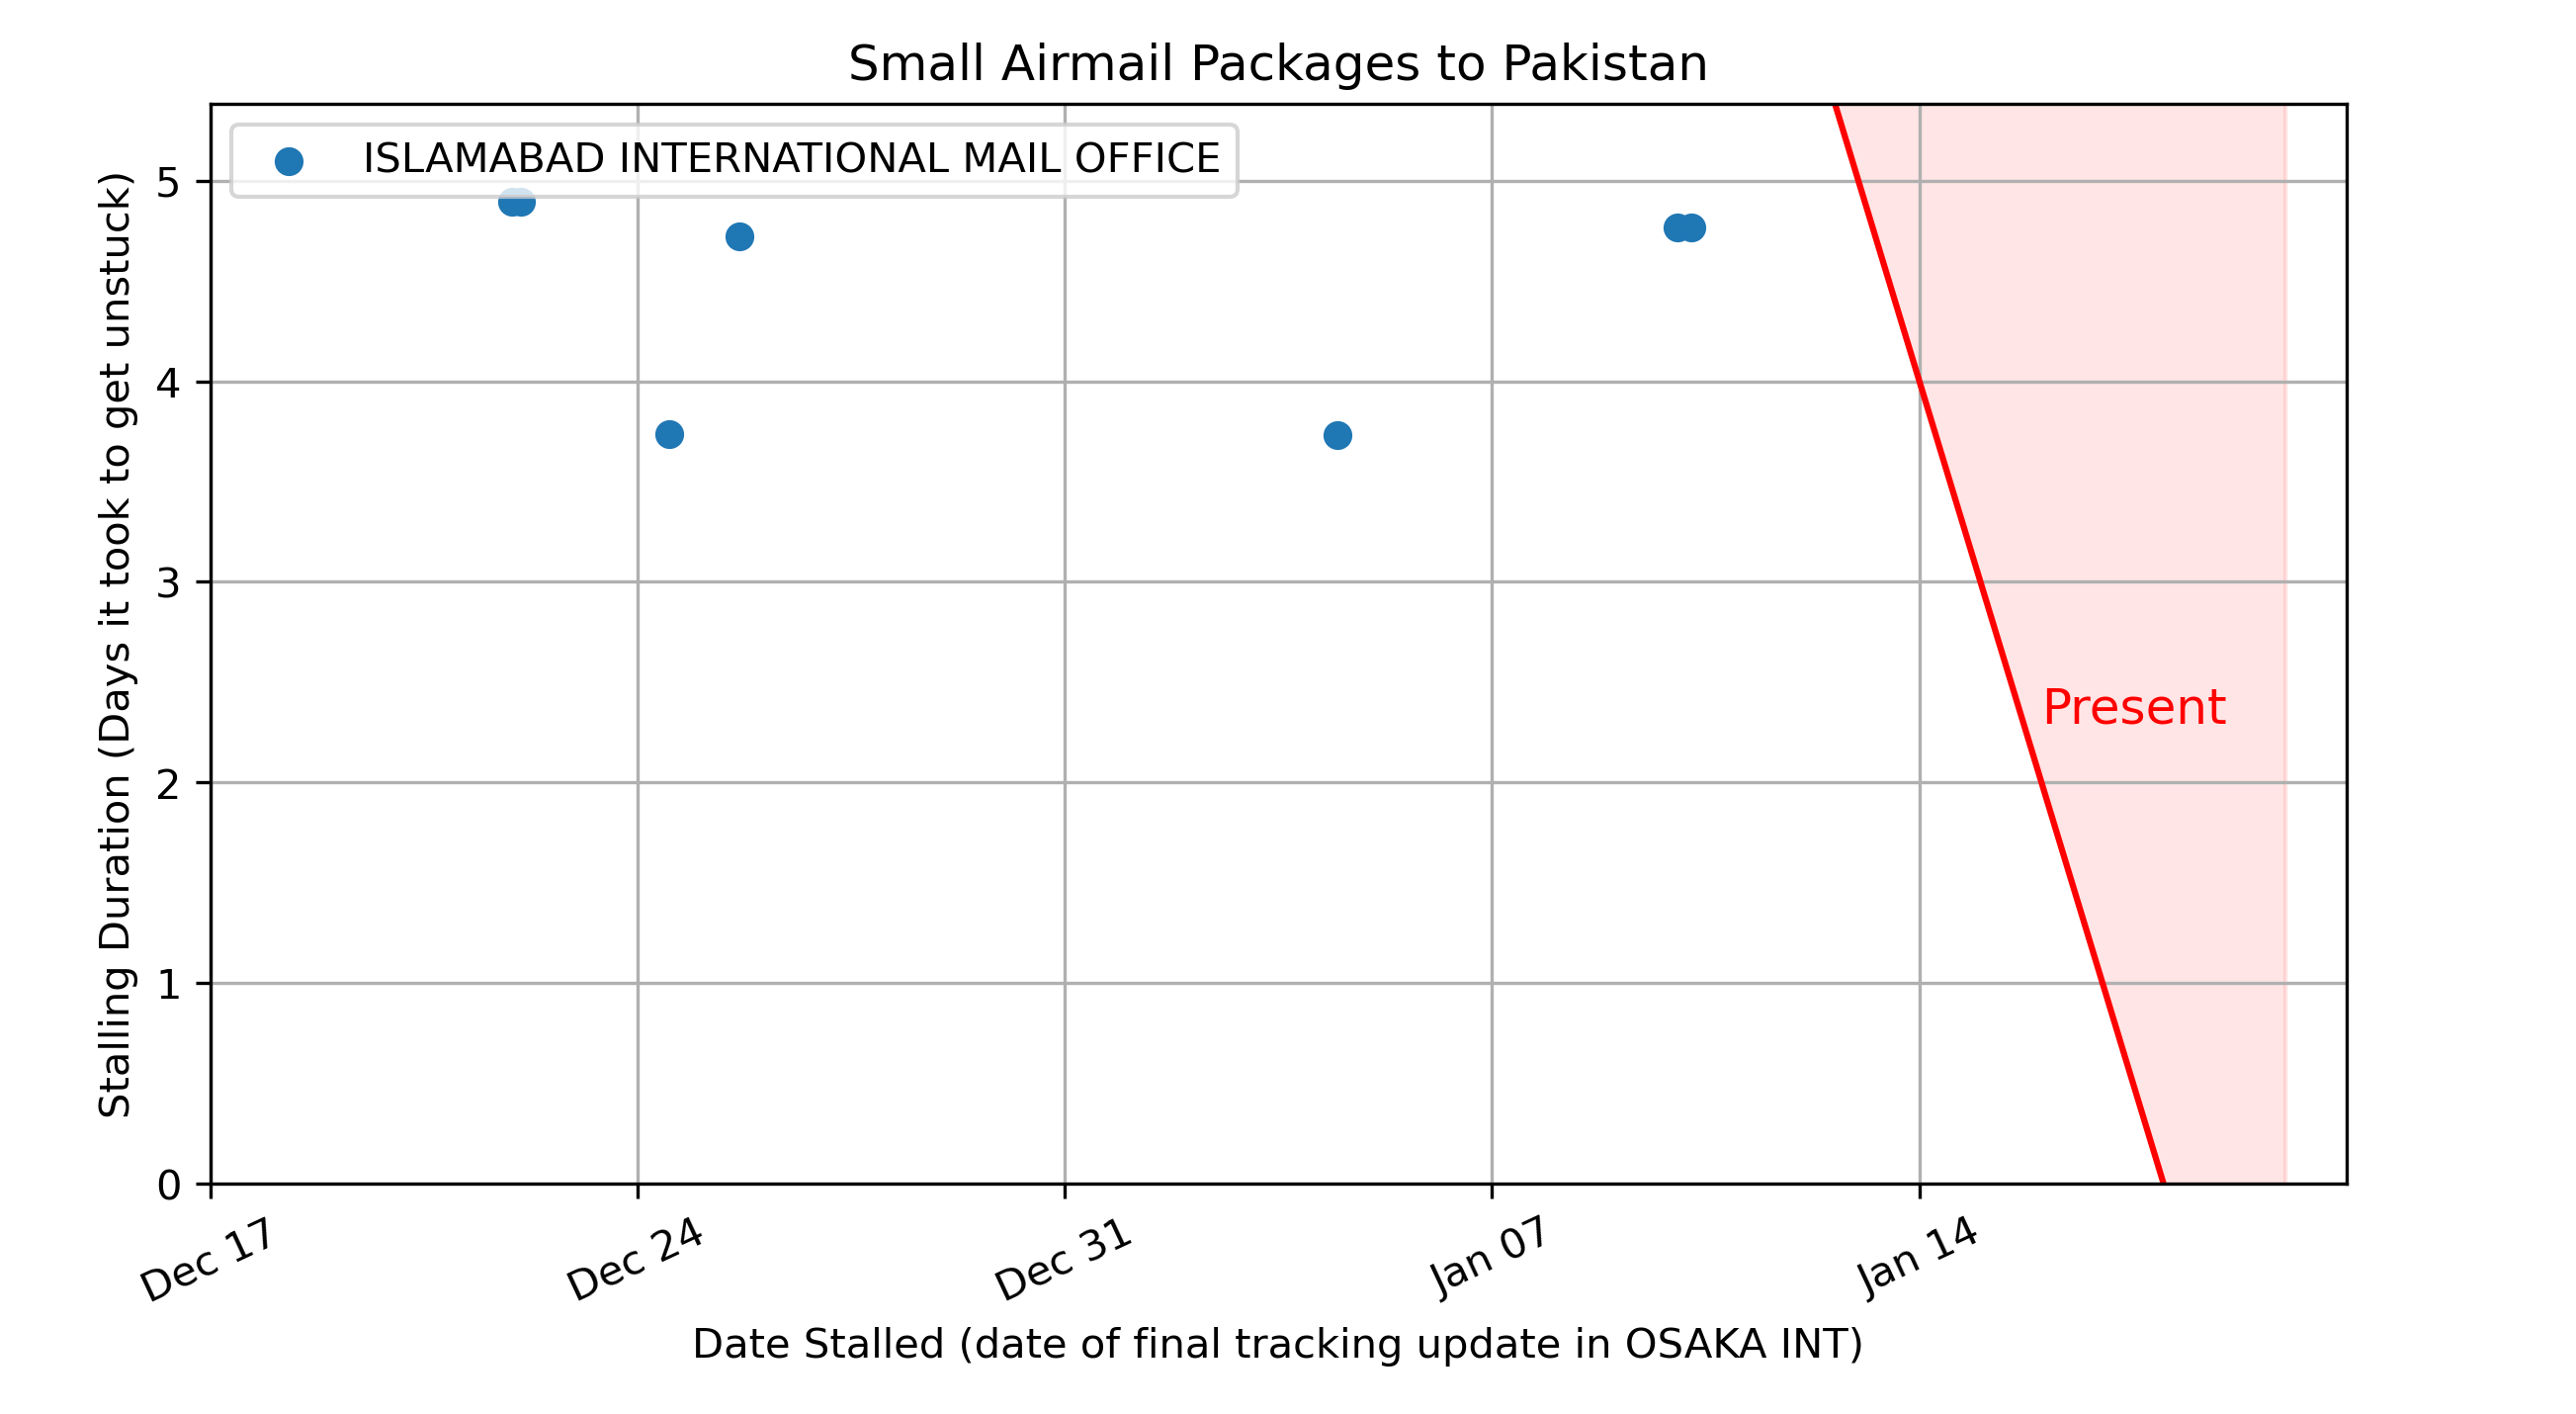 Small Airmail Packages to Pakistan
ISLAMABAD INTERNATIONAL MAIL OFFICE
Stalling Duration (Days it took to get unstuck)
5
4
3
2
1
0
Present
Dec 17
Dec 24
Dec 31
Jan 07
Jan 14
Date Stalled (date of final tracking update in OSAKA INT)